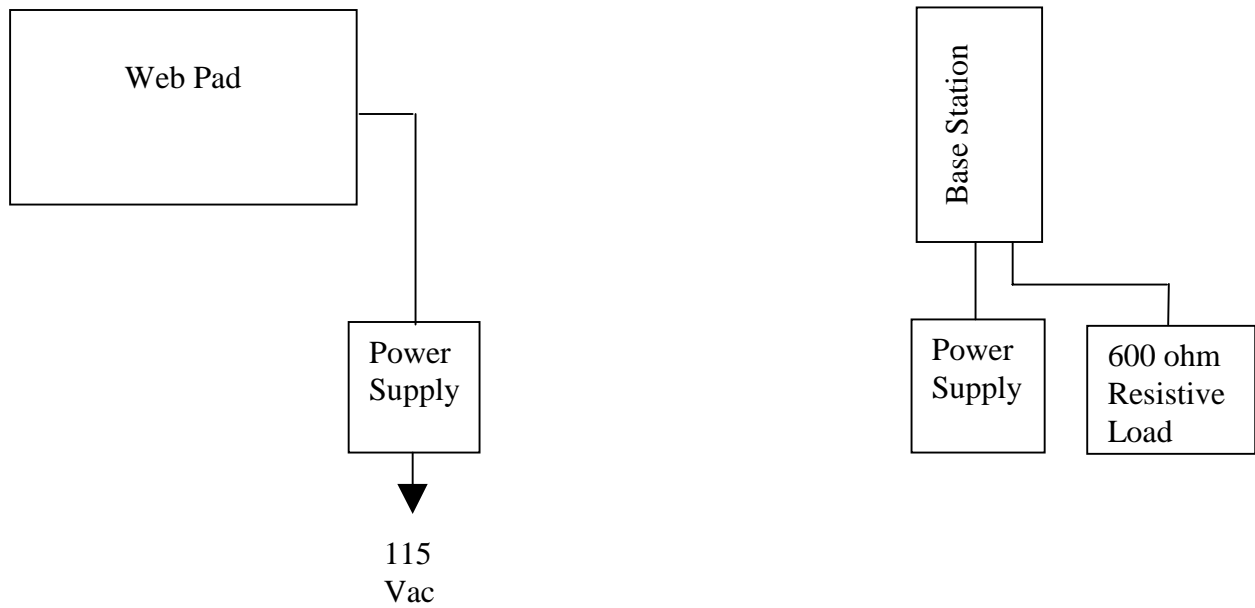 Web Pad
Base Station
Power
Supply
Power
Supply
600 ohm
Resistive
Load
115
Vac